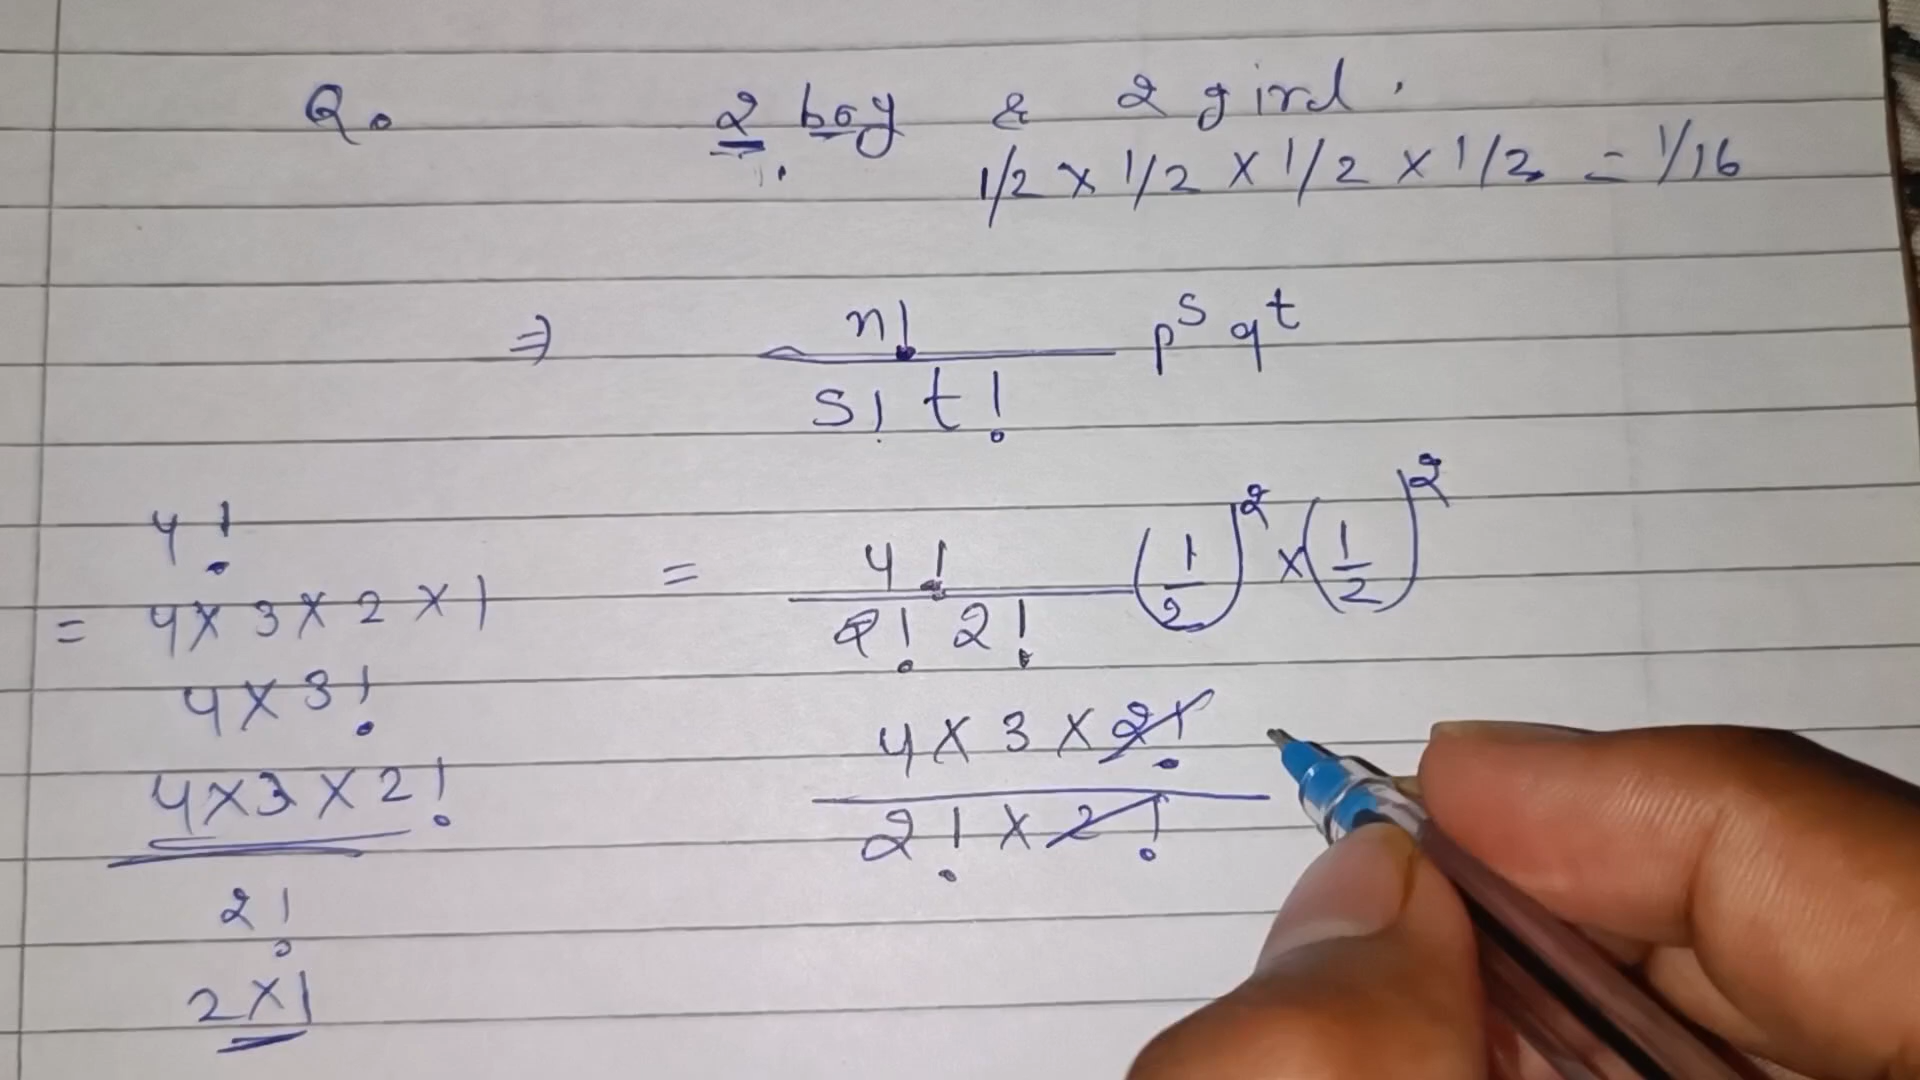 Q. 2 boy & 2 girl.
1/2 × 1/2 × 1/2 × 1/2 = 1/16
⇒ n! / s! t! p^s q^t
4!
= 4 × 3 × 2 × 1
4 × 3!
4 × 3 × 2!
2!
2 × 1
= 4! / 2! 2! (1/2)^2 × (1/2)^2
4 × 3 × 2!
2! × 2!